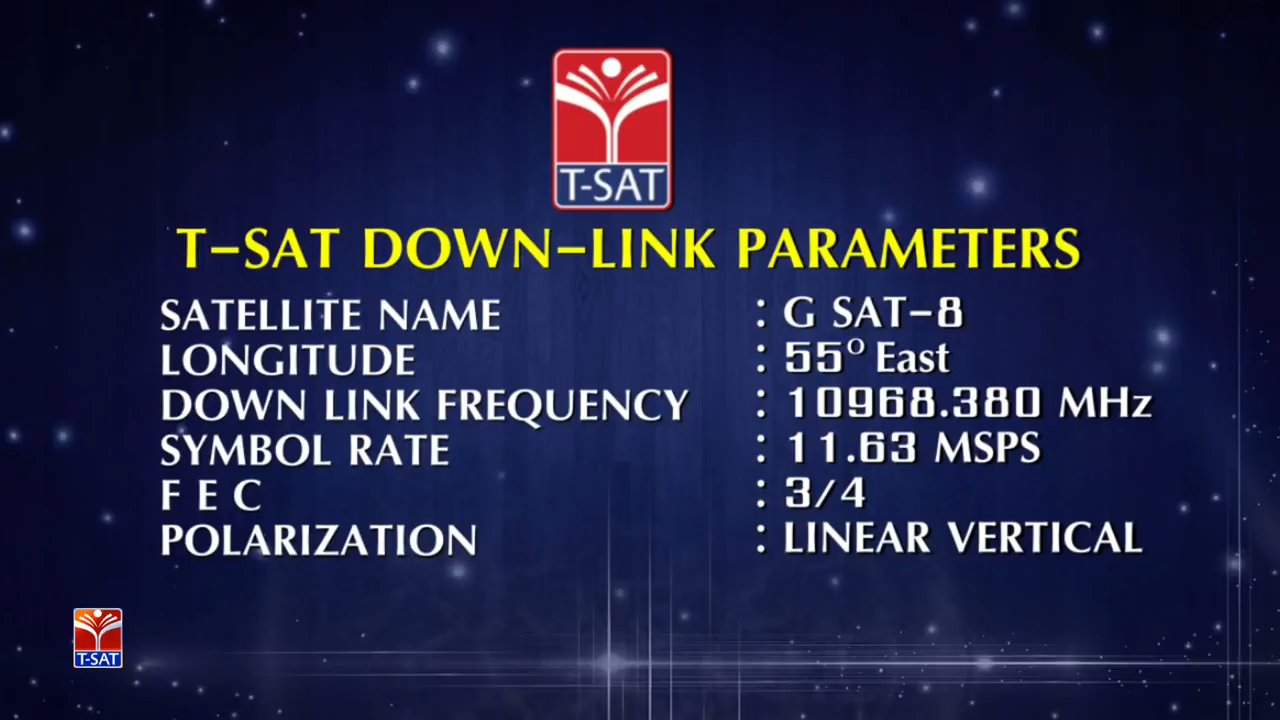 T-SAT
T-SAT DOWN-LINK PARAMETERS
SATELLITE NAME : G SAT-8
LONGITUDE : 55° East
DOWN LINK FREQUENCY : 10968.380 MHz
SYMBOL RATE : 11.63 MSPS
F E C : 3/4
POLARIZATION : LINEAR VERTICAL
T-SAT